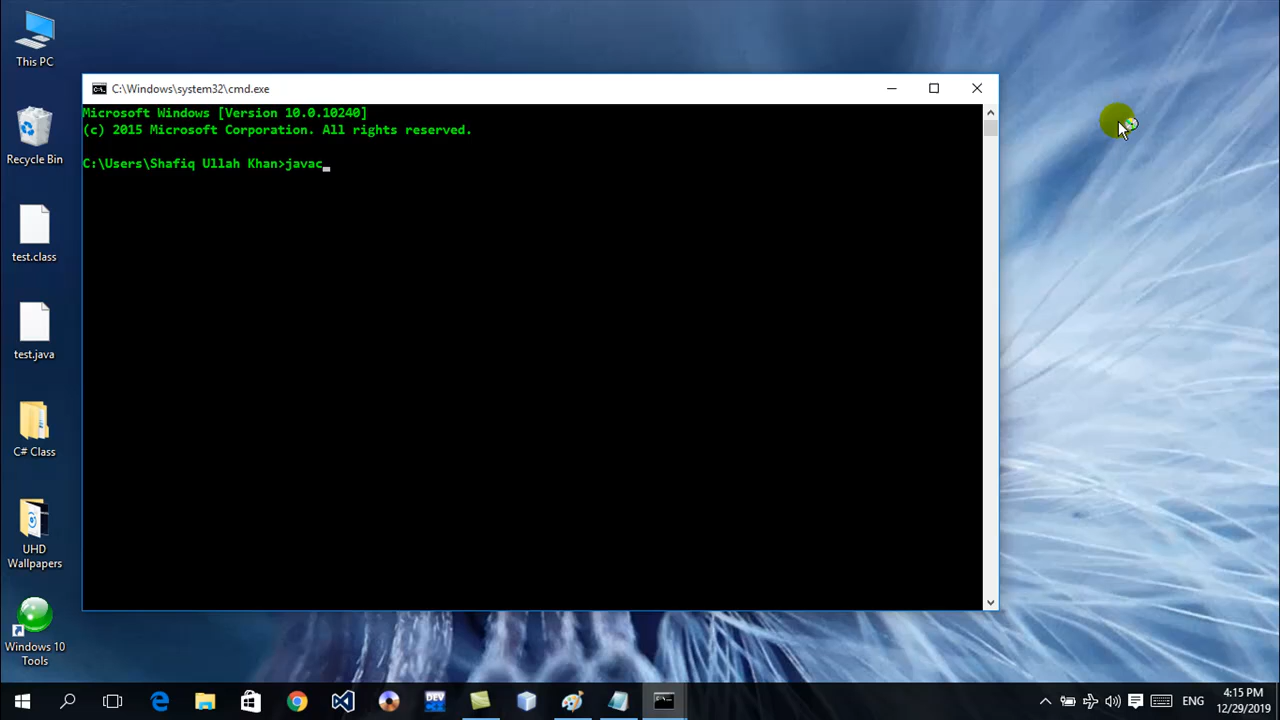 This PC
Recycle Bin
test.class
test.java
C# Class
UHD
Wallpapers
Windows 10
Tools
C:\Windows\system32\cmd.exe
Microsoft Windows [Version 10.0.10240]
(c) 2015 Microsoft Corporation. All rights reserved.
C:\Users\Shafiq Ullah Khan>javac_
DEV
ENG
4:15 PM
12/29/2019